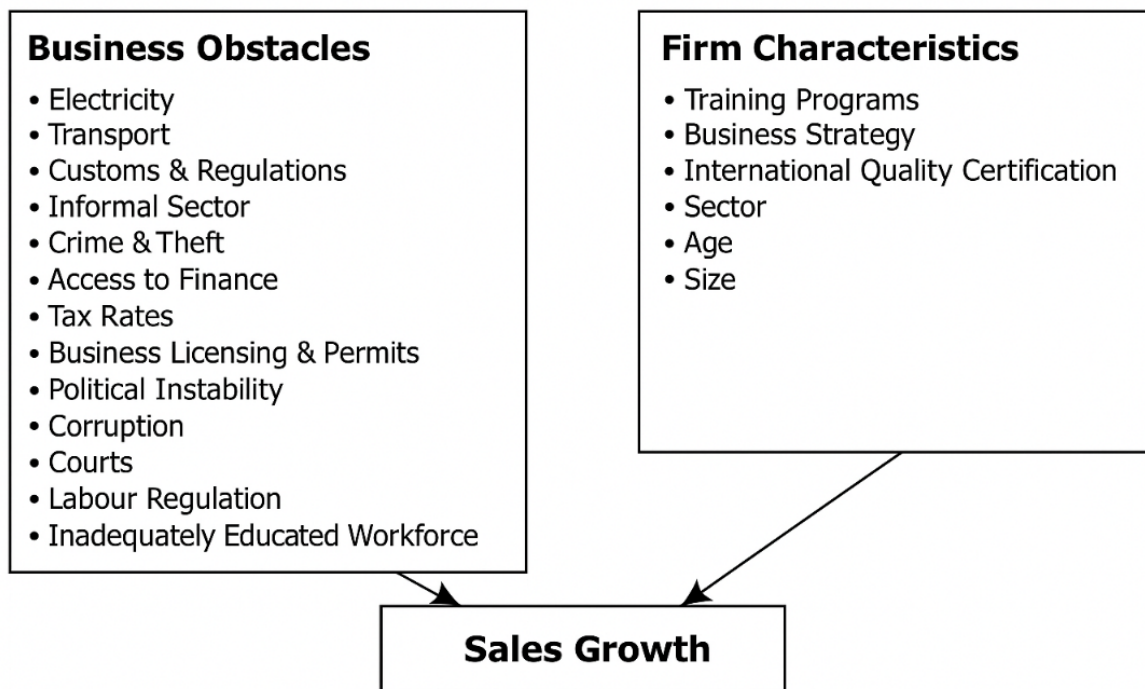 Business Obstacles
• Electricity
• Transport
• Customs & Regulations
• Informal Sector
• Crime & Theft
• Access to Finance
• Tax Rates
• Business Licensing & Permits
• Political Instability
• Corruption
• Courts
• Labour Regulation
• Inadequately Educated Workforce
Firm Characteristics
• Training Programs
• Business Strategy
• International Quality Certification
• Sector
• Age
• Size
Sales Growth